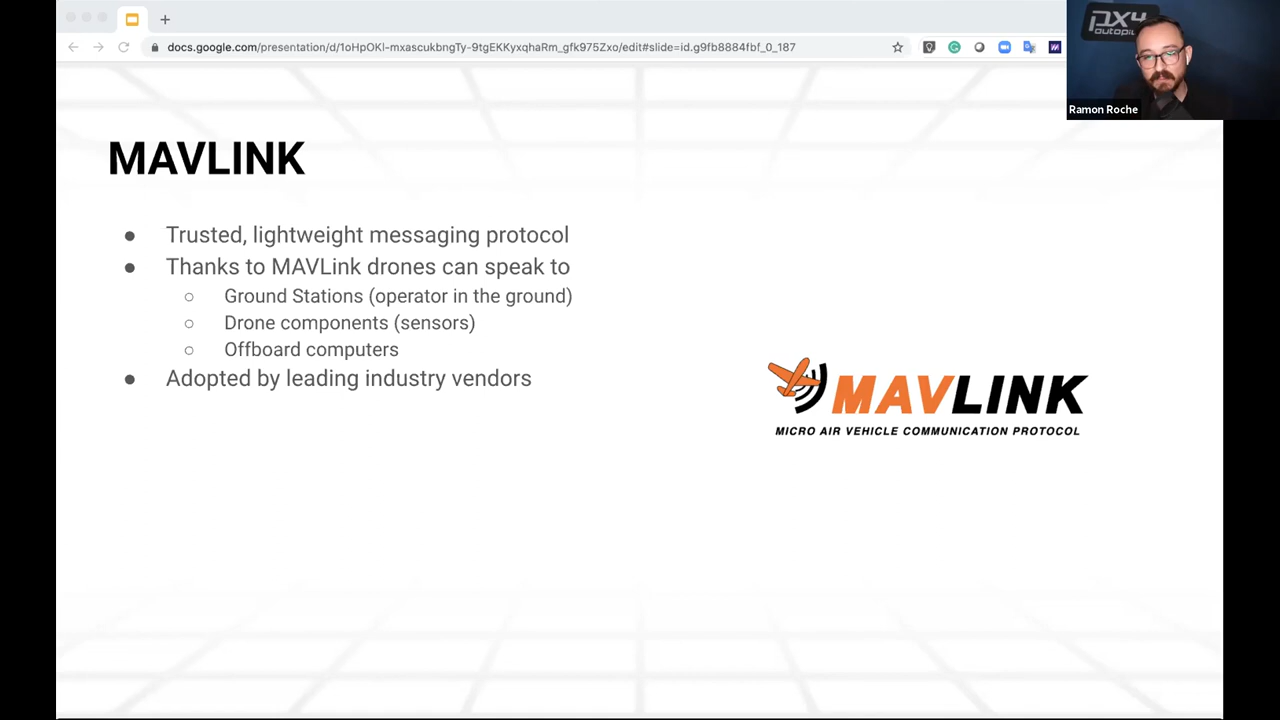 docs.google.com/presentation/d/1oHpOKl-mxascukbngTy-9tgEKKyxqhaRm_gfk975Zxo/edit#slide=id.g9fb8884fbf_0_187
px4
autopilot
Ramon Roche
MAVLINK
● Trusted, lightweight messaging protocol
● Thanks to MAVLink drones can speak to
○ Ground Stations (operator in the ground)
○ Drone components (sensors)
○ Offboard computers
● Adopted by leading industry vendors
MAVLINK
MICRO AIR VEHICLE COMMUNICATION PROTOCOL